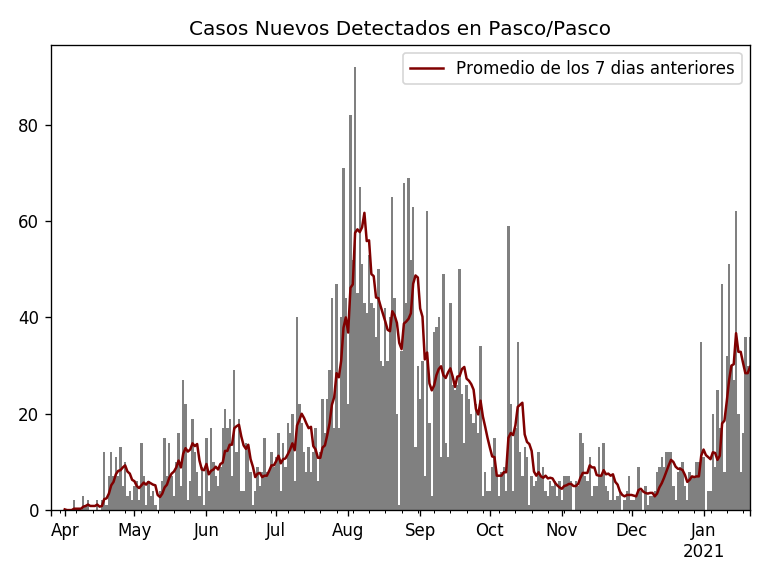 Casos Nuevos Detectados en Pasco/Pasco
Promedio de los 7 dias anteriores
80
60
40
20
0
Apr May Jun Jul Aug Sep Oct Nov Dec Jan
2021